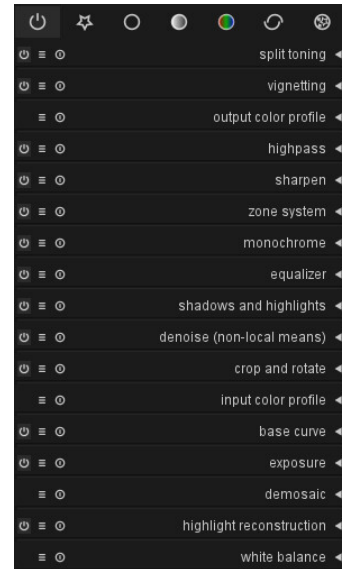 split toning
vignetting
output color profile
highpass
sharpen
zone system
monochrome
equalizer
shadows and highlights
denoise (non-local means)
crop and rotate
input color profile
base curve
exposure
demosaic
highlight reconstruction
white balance